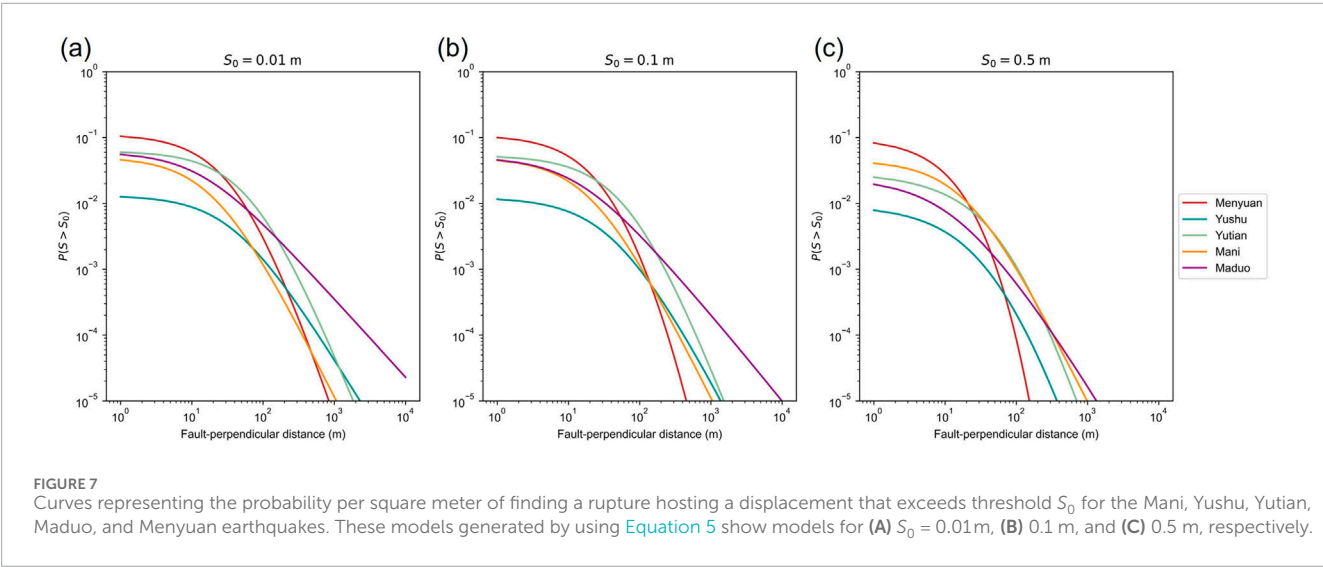 (a)
S₀ = 0.01 m
10⁰
10⁻¹
10⁻²
10⁻³
10⁻⁴
10⁻⁵
P(S > S₀)
10⁰ 10¹ 10² 10³ 10⁴
Fault-perpendicular distance (m)
(b)
S₀ = 0.1 m
10⁰
10⁻¹
10⁻²
10⁻³
10⁻⁴
10⁻⁵
P(S > S₀)
10⁰ 10¹ 10² 10³ 10⁴
Fault-perpendicular distance (m)
(c)
S₀ = 0.5 m
10⁰
10⁻¹
10⁻²
10⁻³
10⁻⁴
10⁻⁵
P(S > S₀)
10⁰ 10¹ 10² 10³ 10⁴
Fault-perpendicular distance (m)
Menyuan
Yushu
Yutian
Mani
Maduo
FIGURE 7
Curves representing the probability per square meter of finding a rupture hosting a displacement that exceeds threshold S₀ for the Mani, Yushu, Yutian,
Maduo, and Menyuan earthquakes. These models generated by using Equation 5 show models for (A) S₀ = 0.01m, (B) 0.1 m, and (C) 0.5 m, respectively.